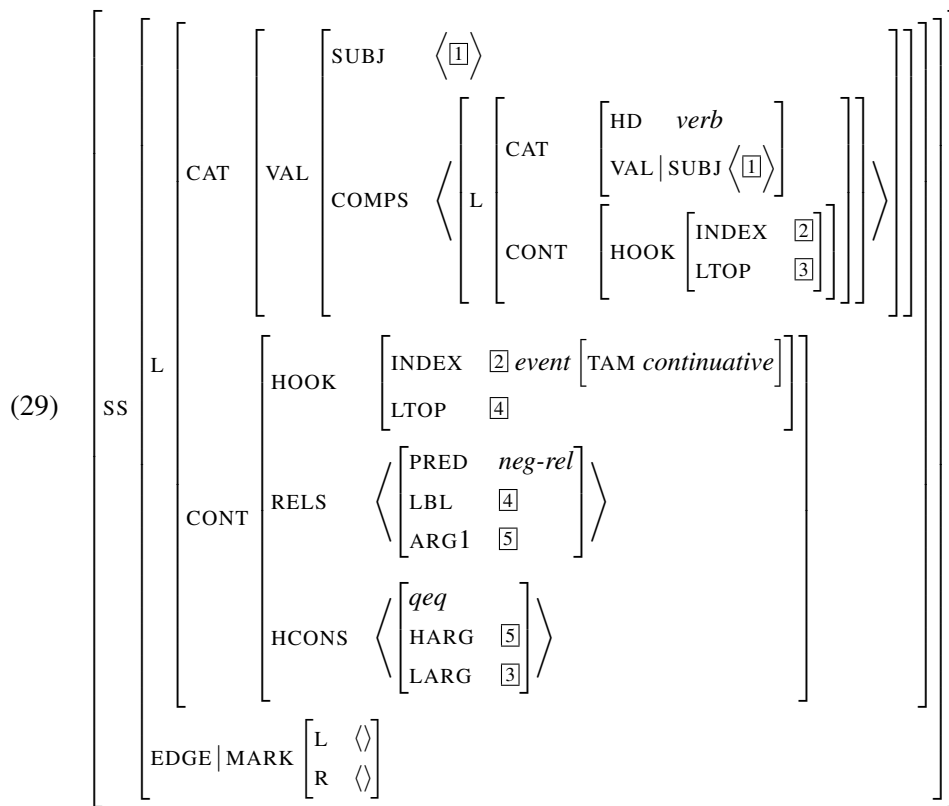 SUBJ ⟨[1]⟩
HD verb
CAT
VAL | SUBJ ⟨[1]⟩
CAT VAL
COMPS ⟨ L ⟩
INDEX [2]
CONT HOOK
LTOP [3]
L
INDEX [2] event [TAM continuative]
HOOK
LTOP [4]
(29) SS
PRED neg-rel
RELS ⟨ LBL [4] ⟩
CONT
ARG1 [5]
qeq
HCONS ⟨ HARG [5] ⟩
LARG [3]
L ⟨⟩
EDGE | MARK
R ⟨⟩